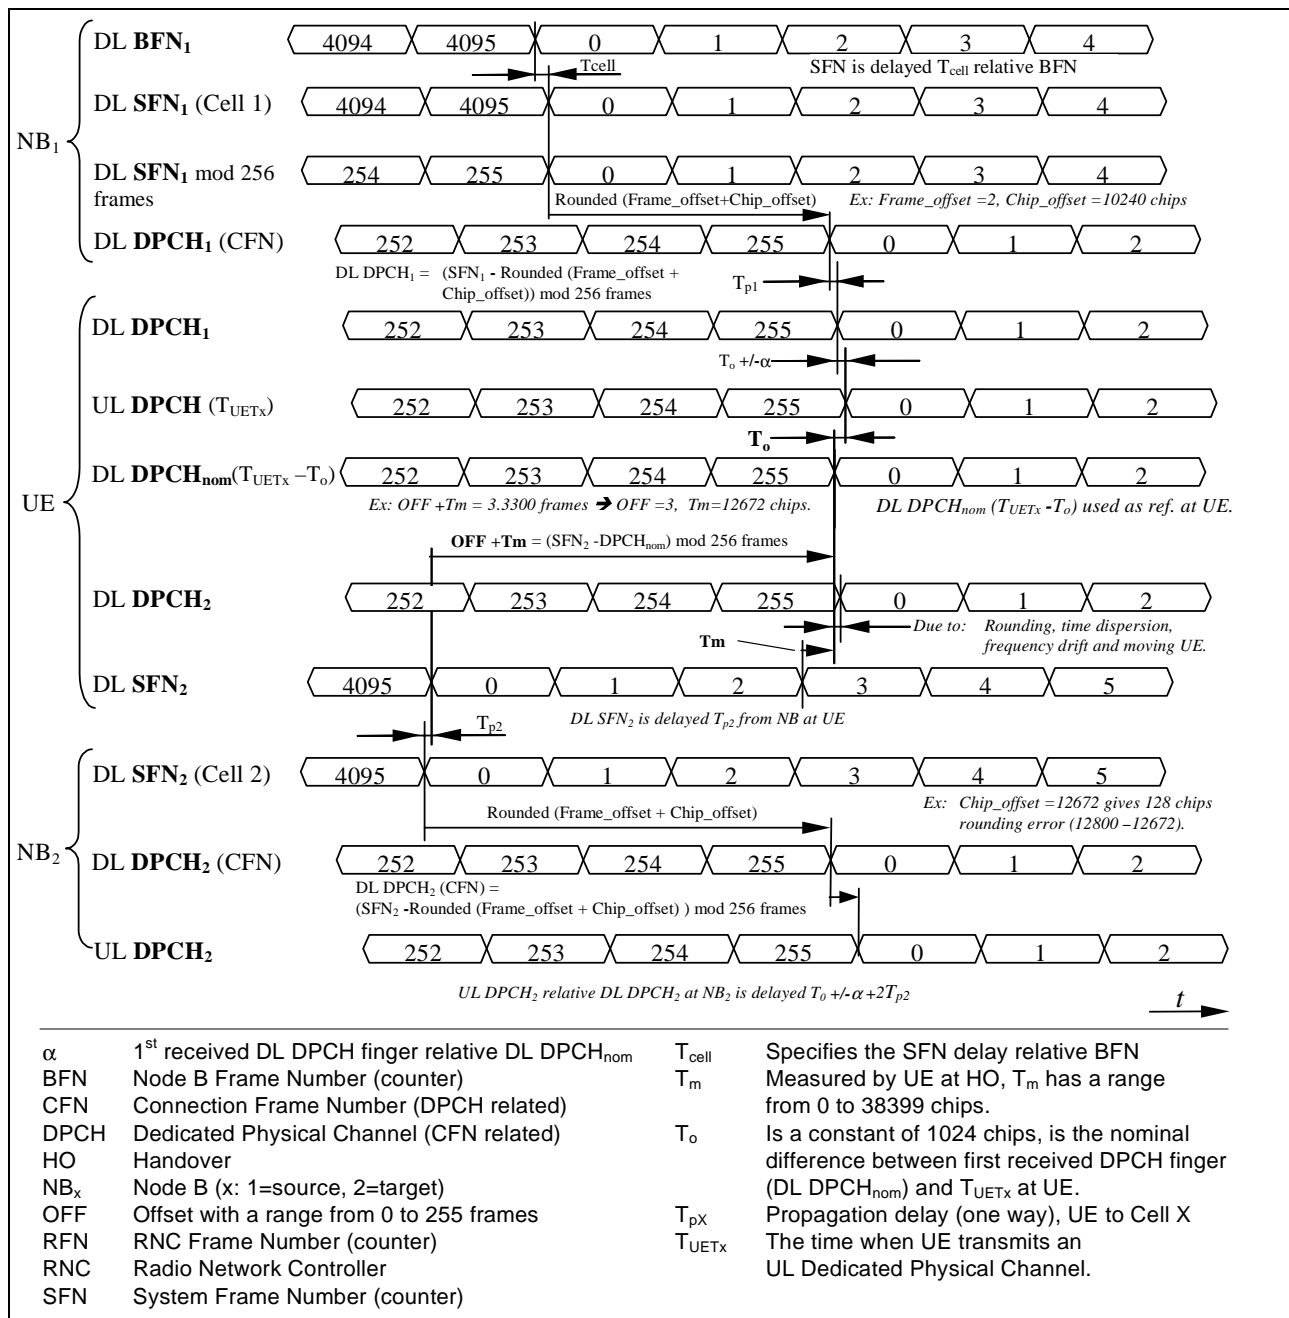 DL BFN1 4094 4095 0 1 2 3 4
Tcell SFN is delayed Tcell relative BFN
DL SFN1 (Cell 1) 4094 4095 0 1 2 3 4
NB1
DL SFN1 mod 256 254 255 0 1 2 3 4
frames Rounded (Frame_offset+Chip_offset) Ex: Frame_offset =2, Chip_offset =10240 chips
DL DPCH1 (CFN) 252 253 254 255 0 1 2
DL DPCH1 = (SFN1 - Rounded (Frame_offset +
Chip_offset)) mod 256 frames
Tp1
DL DPCH1 252 253 254 255 0 1 2
To +/-α
UL DPCH (TUETx) 252 253 254 255 0 1 2
To
DL DPCHnom(TUETx –To) 252 253 254 255 0 1 2
UE
Ex: OFF +Tm = 3.3300 frames ➔ OFF =3, Tm=12672 chips. DL DPCHnom (TUETx -To) used as ref. at UE.
OFF +Tm = (SFN2 -DPCHnom) mod 256 frames
DL DPCH2 252 253 254 255 0 1 2
Due to: Rounding, time dispersion,
frequency drift and moving UE.
Tm
DL SFN2 4095 0 1 2 3 4 5
Tp2 DL SFN2 is delayed Tp2 from NB at UE
DL SFN2 (Cell 2) 4095 0 1 2 3 4 5
Rounded (Frame_offset + Chip_offset) Ex: Chip_offset =12672 gives 128 chips
rounding error (12800 –12672).
NB2
DL DPCH2 (CFN) 252 253 254 255 0 1 2
DL DPCH2 (CFN) =
(SFN2 -Rounded (Frame_offset + Chip_offset) ) mod 256 frames
UL DPCH2 252 253 254 255 0 1 2
UL DPCH2 relative DL DPCH2 at NB2 is delayed T0 +/-α +2Tp2
t
α 1st received DL DPCH finger relative DL DPCHnom
BFN Node B Frame Number (counter)
CFN Connection Frame Number (DPCH related)
DPCH Dedicated Physical Channel (CFN related)
HO Handover
NBx Node B (x: 1=source, 2=target)
OFF Offset with a range from 0 to 255 frames
RFN RNC Frame Number (counter)
RNC Radio Network Controller
SFN System Frame Number (counter)
Tcell Specifies the SFN delay relative BFN
Tm Measured by UE at HO, Tm has a range
from 0 to 38399 chips.
To Is a constant of 1024 chips, is the nominal
difference between first received DPCH finger
(DL DPCHnom) and TUETx at UE.
TpX Propagation delay (one way), UE to Cell X
TUETx The time when UE transmits an
UL Dedicated Physical Channel.